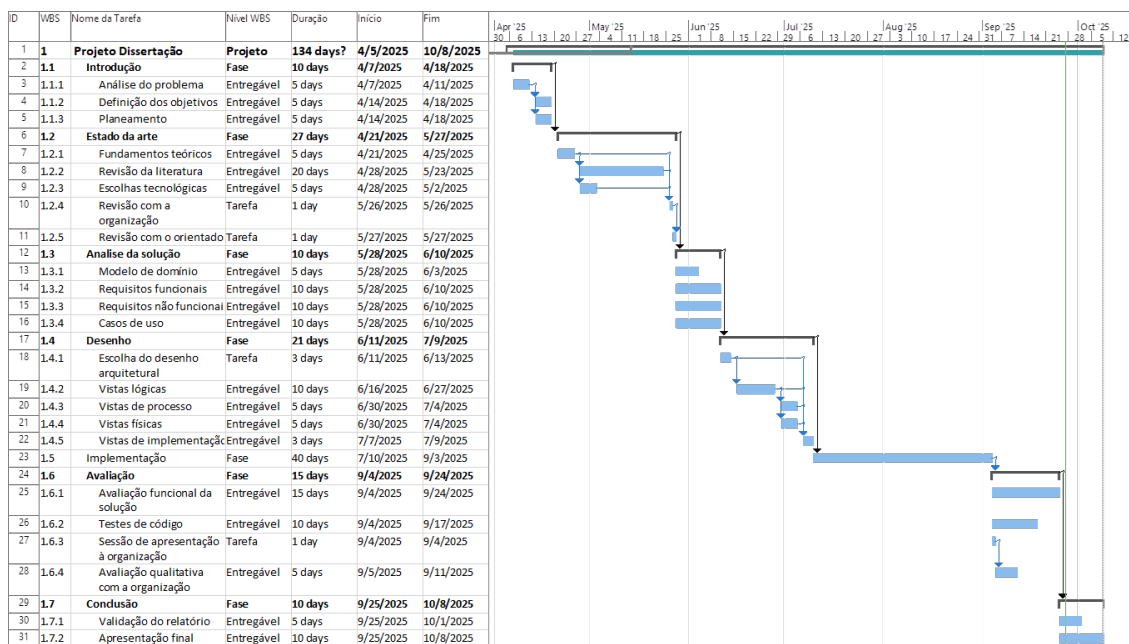 ID WBS Nome da Tarefa Nível WBS Duração Início Fim
Apr '25 May '25 Jun '25 Jul '25 Aug '25 Sep '25 Oct '25
30 6 13 20 27 4 11 18 25 1 8 15 22 29 6 13 20 27 3 10 17 24 31 7 14 21 28 5 12
1 1 Projeto Dissertação Projeto 134 days? 4/5/2025 10/8/2025
2 1.1 Introdução Fase 10 days 4/7/2025 4/18/2025
3 1.1.1 Análise do problema Entregável 5 days 4/7/2025 4/11/2025
4 1.1.2 Definição dos objetivos Entregável 5 days 4/14/2025 4/18/2025
5 1.1.3 Planeamento Entregável 5 days 4/14/2025 4/18/2025
6 1.2 Estado da arte Fase 27 days 4/21/2025 5/27/2025
7 1.2.1 Fundamentos teóricos Entregável 5 days 4/21/2025 4/25/2025
8 1.2.2 Revisão da literatura Entregável 20 days 4/28/2025 5/23/2025
9 1.2.3 Escolhas tecnológicas Entregável 5 days 4/28/2025 5/2/2025
10 1.2.4 Revisão com a Tarefa 1 day 5/26/2025 5/26/2025
organização
11 1.2.5 Revisão com o orientado Tarefa 1 day 5/27/2025 5/27/2025
12 1.3 Analise da solução Fase 10 days 5/28/2025 6/10/2025
13 1.3.1 Modelo de domínio Entregável 5 days 5/28/2025 6/3/2025
14 1.3.2 Requisitos funcionais Entregável 10 days 5/28/2025 6/10/2025
15 1.3.3 Requisitos não funcionai Entregável 10 days 5/28/2025 6/10/2025
16 1.3.4 Casos de uso Entregável 10 days 5/28/2025 6/10/2025
17 1.4 Desenho Fase 21 days 6/11/2025 7/9/2025
18 1.4.1 Escolha do desenho Tarefa 3 days 6/11/2025 6/13/2025
arquitetural
19 1.4.2 Vistas lógicas Entregável 10 days 6/16/2025 6/27/2025
20 1.4.3 Vistas de processo Entregável 5 days 6/30/2025 7/4/2025
21 1.4.4 Vistas físicas Entregável 5 days 6/30/2025 7/4/2025
22 1.4.5 Vistas de implementação Entregável 3 days 7/7/2025 7/9/2025
23 1.5 Implementação Fase 40 days 7/10/2025 9/3/2025
24 1.6 Avaliação Fase 15 days 9/4/2025 9/24/2025
25 1.6.1 Avaliação funcional da Entregável 15 days 9/4/2025 9/24/2025
solução
26 1.6.2 Testes de código Entregável 10 days 9/4/2025 9/17/2025
27 1.6.3 Sessão de apresentação Tarefa 1 day 9/4/2025 9/4/2025
à organização
28 1.6.4 Avaliação qualitativa Entregável 5 days 9/5/2025 9/11/2025
com a organização
29 1.7 Conclusão Fase 10 days 9/25/2025 10/8/2025
30 1.7.1 Validação do relatório Entregável 5 days 9/25/2025 10/1/2025
31 1.7.2 Apresentação final Entregável 10 days 9/25/2025 10/8/2025